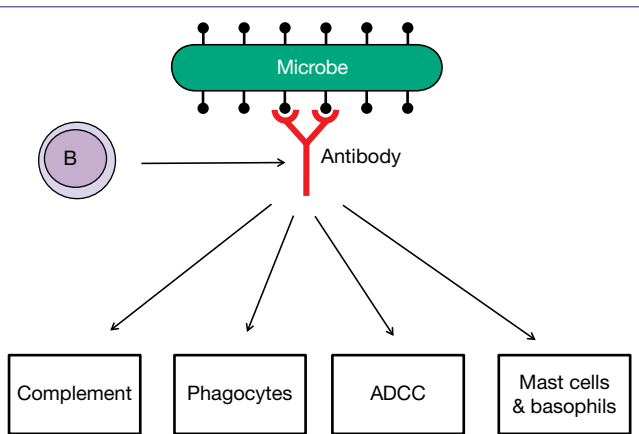 Microbe
B
Antibody
Complement
Phagocytes
ADCC
Mast cells
& basophils